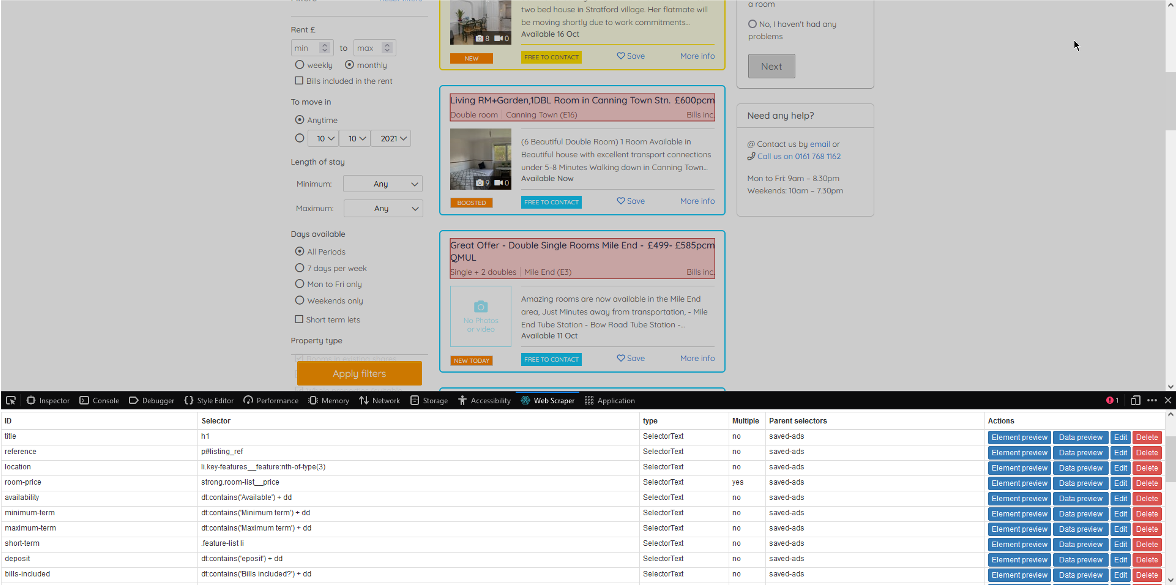 Rent £
min to max
weekly monthly
Bills included in the rent
To move in
Anytime
10 10 2021
Length of stay
Minimum: Any
Maximum: Any
Days available
All Periods
7 days per week
Mon to Fri only
Weekends only
Short term lets
Property type
Apply filters
two bed house in Stratford village. Her flatmate will
be moving shortly due to work commitments...
Available 16 Oct
8 0
NEW FREE TO CONTACT Save More info
Living RM+Garden,1DBL Room in Canning Town Stn. £600pcm
Double room Canning Town (E16) Bills inc.
(6 Beautiful Double Room) 1 Room Available in
Beautiful house with excellent transport connections
under 5-8 Minutes Walking down in Canning Town...
Available Now
9 0
BOOSTED FREE TO CONTACT Save More info
Great Offer - Double Single Rooms Mile End - £499- £585pcm
QMUL
Single + 2 doubles Mile End (E3) Bills inc.
No Photos
or video
Amazing rooms are now available in the Mile End
area, Just Minutes away from transportation, - Mile
End Tube Station - Bow Road Tube Station -...
Available 11 Oct
NEW TODAY FREE TO CONTACT Save More info
a room
No, I haven't had any
problems
Next
Need any help?
@ Contact us by email or
Call us on 0161 768 1162
Mon to Fri: 9am – 8.30pm
Weekends: 10am – 7.30pm
Inspector Console Debugger Style Editor Performance Memory Network Storage Accessibility Web Scraper Application 1
ID Selector type Multiple Parent selectors Actions
title h1 SelectorText no saved-ads Element preview Data preview Edit Delete
reference p#listing_ref SelectorText no saved-ads Element preview Data preview Edit Delete
location li.key-features__feature:nth-of-type(3) SelectorText no saved-ads Element preview Data preview Edit Delete
room-price strong.room-list__price SelectorText yes saved-ads Element preview Data preview Edit Delete
availability dt:contains('Available') + dd SelectorText no saved-ads Element preview Data preview Edit Delete
minimum-term dt:contains('Minimum term') + dd SelectorText no saved-ads Element preview Data preview Edit Delete
maximum-term dt:contains('Maximum term') + dd SelectorText no saved-ads Element preview Data preview Edit Delete
short-term .feature-list li SelectorText no saved-ads Element preview Data preview Edit Delete
deposit dt:contains('eposit') + dd SelectorText no saved-ads Element preview Data preview Edit Delete
bills-included dt:contains('Bills included?') + dd SelectorText no saved-ads Element preview Data preview Edit Delete